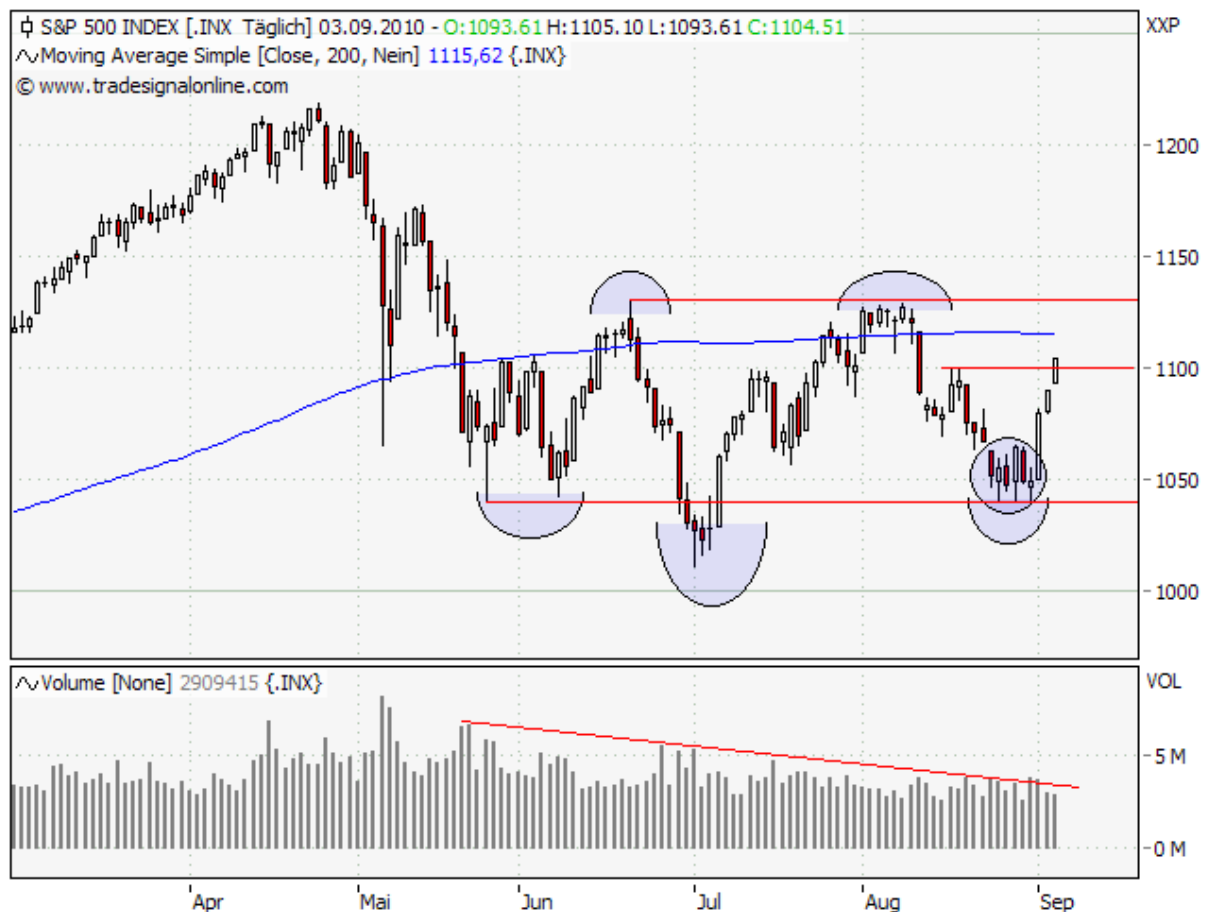 S&P 500 INDEX [.INX Täglich] 03.09.2010 - O:1093.61 H:1105.10 L:1093.61 C:1104.51
XXP
Moving Average Simple [Close, 200, Nein] 1115,62 {.INX}
© www.tradesignalonline.com
1200
1150
1100
1050
1000
Volume [None] 2909415 {.INX}
VOL
5 M
0 M
Apr Mai Jun Jul Aug Sep